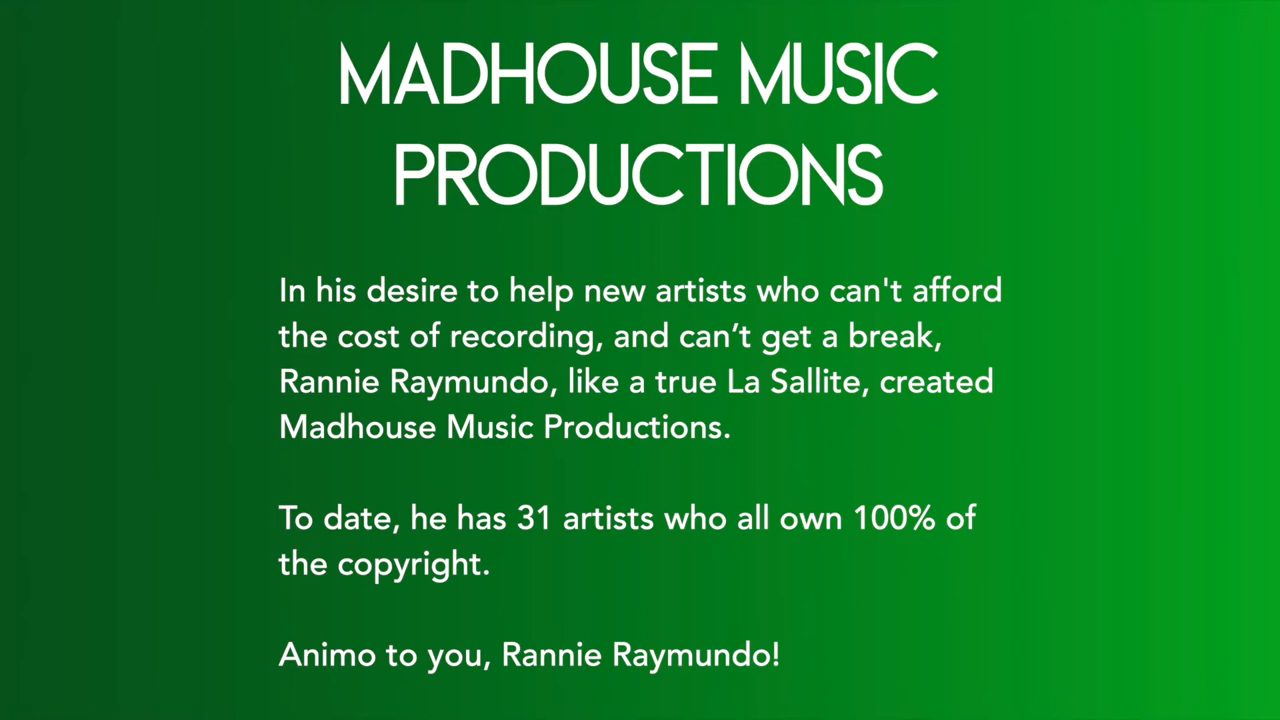 MADHOUSE MUSIC
PRODUCTIONS
In his desire to help new artists who can't afford
the cost of recording, and can’t get a break,
Rannie Raymundo, like a true La Sallite, created
Madhouse Music Productions.
To date, he has 31 artists who all own 100% of
the copyright.
Animo to you, Rannie Raymundo!